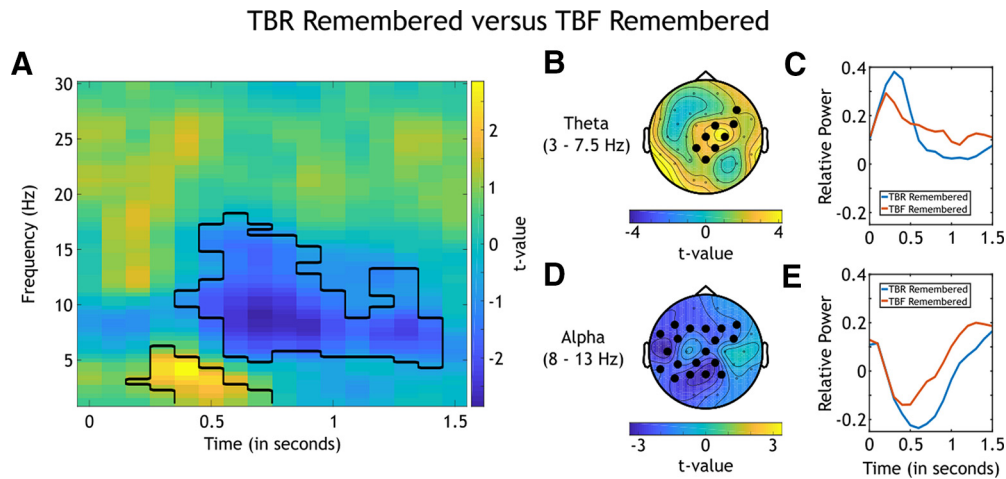 TBR Remembered versus TBF Remembered
A
Frequency (Hz)
30
25
20
15
10
5
0
0.5
1
1.5
Time (in seconds)
2
1
0
-1
-2
t-value
B
Theta
(3 - 7.5 Hz)
-4
0
4
t-value
C
Relative Power
0.4
0.2
0
-0.2
TBR Remembered
TBF Remembered
0
0.5
1
1.5
D
Alpha
(8 - 13 Hz)
-3
0
3
t-value
E
Relative Power
0.4
0.2
0
-0.2
TBR Remembered
TBF Remembered
0
0.5
1
1.5
Time (in seconds)